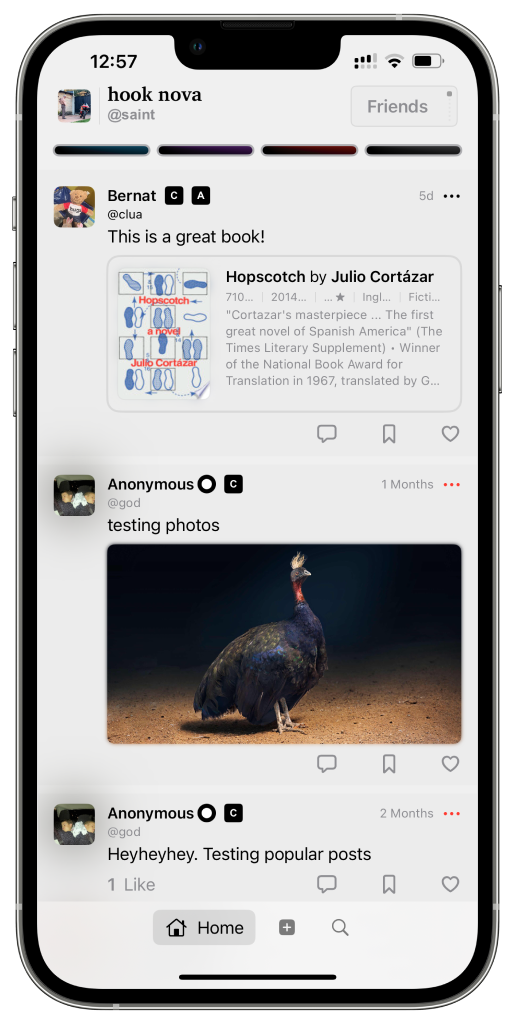 12:57
hook nova
@saint
Friends
Bernat C A 5d
@clua
This is a great book!
Hopscotch
a novel
Julio Cortázar
Hopscotch by Julio Cortázar
710... 2014... ...★ Ingl... Ficti...
"Cortazar's masterpiece ... The first
great novel of Spanish America" (The
Times Literary Supplement) • Winner
of the National Book Award for
Translation in 1967, translated by G...
Anonymous C 1 Months
@god
testing photos
Anonymous C 2 Months
@god
Heyheyhey. Testing popular posts
1 Like
Home